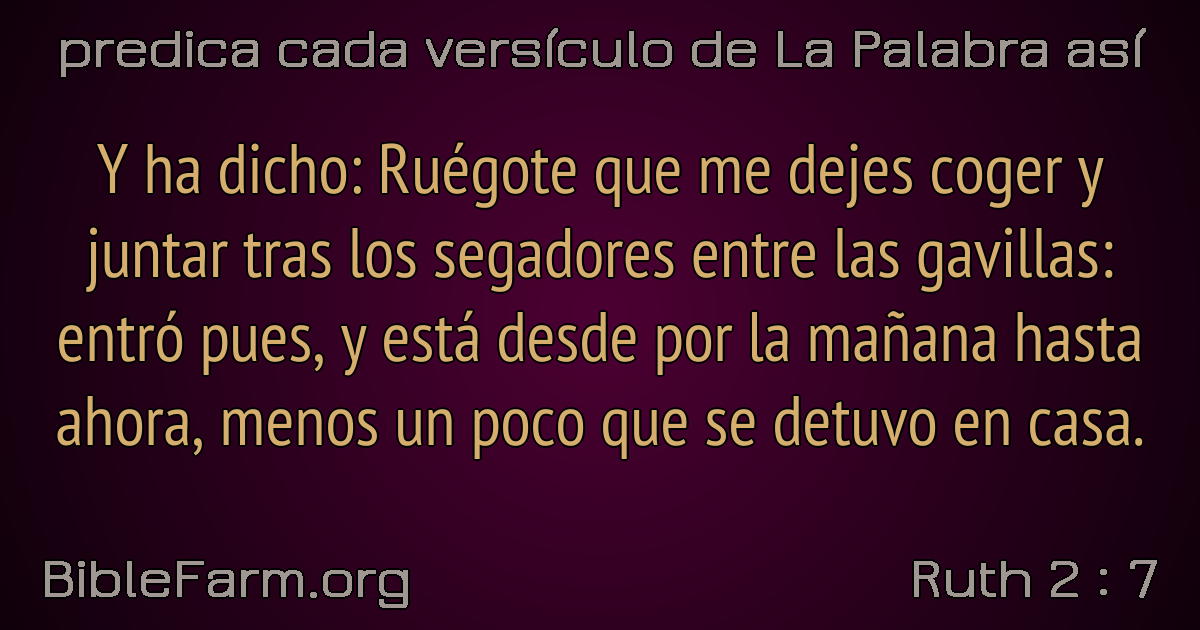 predica cada versículo de La Palabra así
Y ha dicho: Ruégote que me dejes coger y
juntar tras los segadores entre las gavillas:
entró pues, y está desde por la mañana hasta
ahora, menos un poco que se detuvo en casa.
BibleFarm.org
Ruth 2 : 7